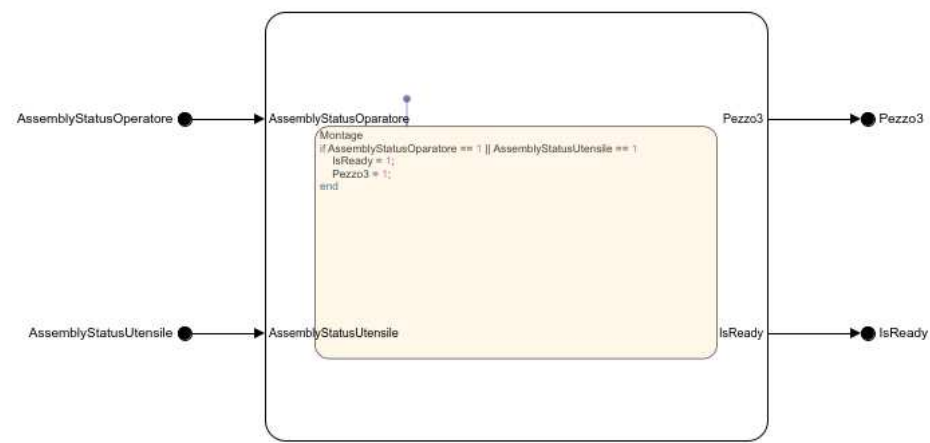 AssemblyStatusOperatore
AssemblyStatusOparatore
Pezzo3
Pezzo3
Montage
if AssemblyStatusOparatore == 1 || AssemblyStatusUtensile == 1
IsReady = 1;
Pezzo3 = 1;
end
AssemblyStatusUtensile
AssemblyStatusUtensile
IsReady
IsReady